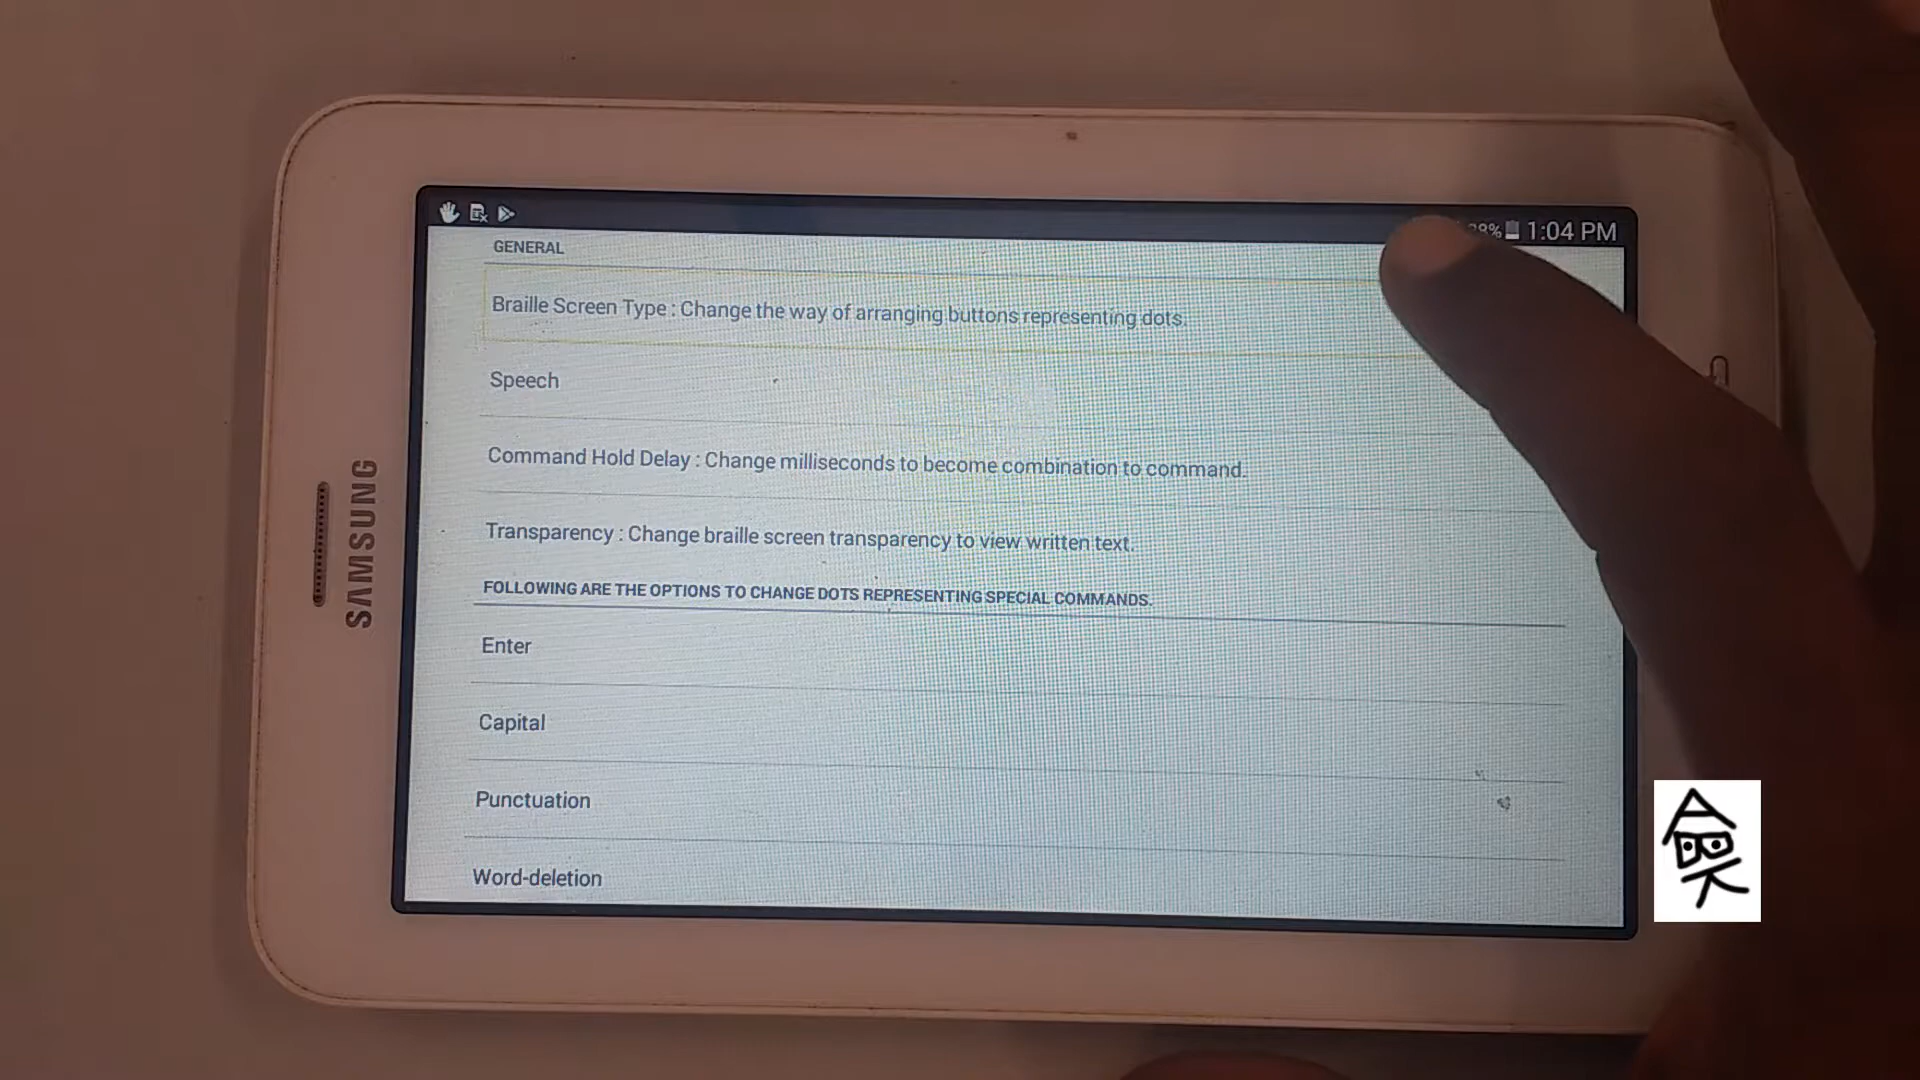 1:04 PM
GENERAL
Braille Screen Type : Change the way of arranging buttons representing dots.
Speech
Command Hold Delay : Change milliseconds to become combination to command.
Transparency : Change braille screen transparency to view written text.
FOLLOWING ARE THE OPTIONS TO CHANGE DOTS REPRESENTING SPECIAL COMMANDS.
Enter
Capital
Punctuation
Word-deletion
SAMSUNG